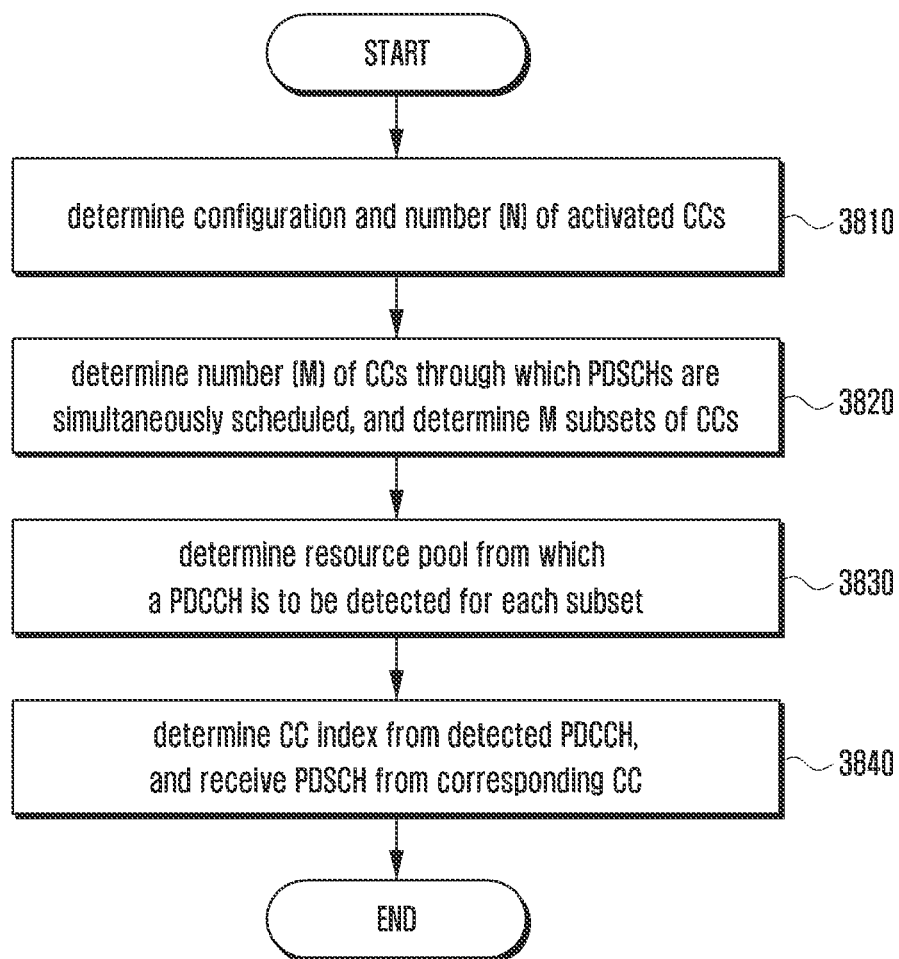 START
determine configuration and number (N) of activated CCs
3810
determine number (M) of CCs through which PDSCHs are
simultaneously scheduled, and determine M subsets of CCs
3820
determine resource pool from which
a PDCCH is to be detected for each subset
3830
determine CC index from detected PDCCH,
and receive PDSCH from corresponding CC
3840
END